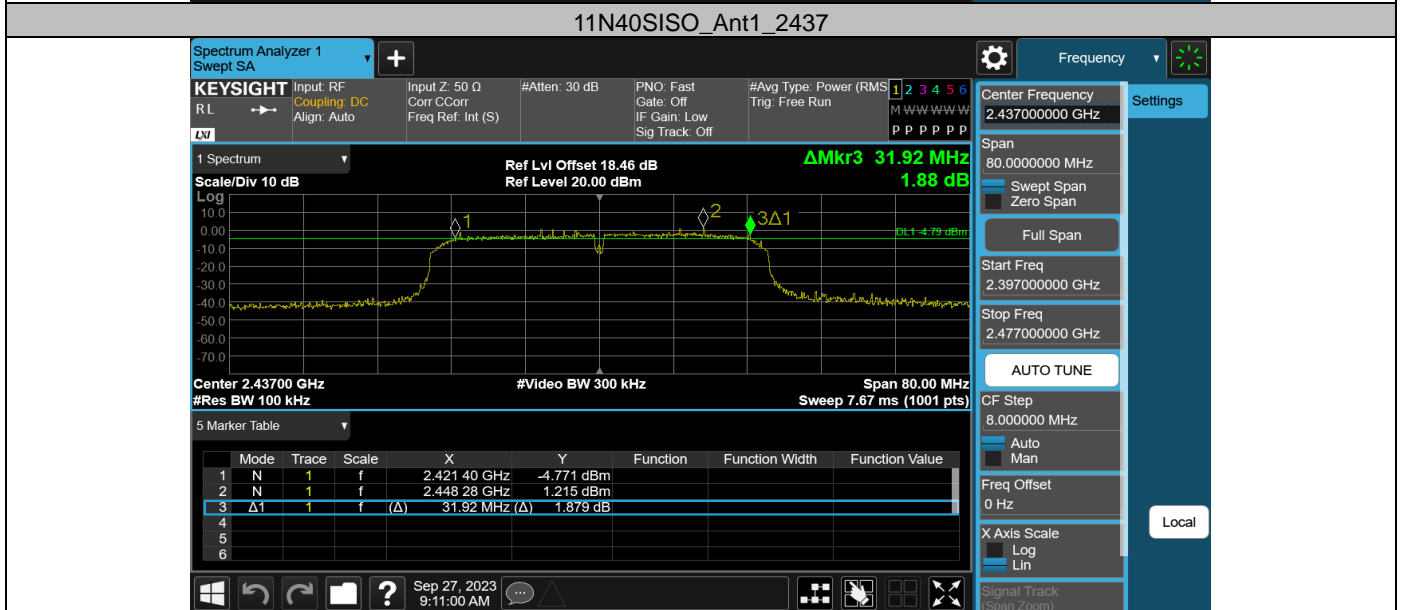 11N40SISO_Ant1_2437
Spectrum Analyzer 1
Swept SA
Frequency
KEYSIGHT
RL
LXI
Input: RF
Coupling: DC
Align: Auto
Input Z: 50 Ω
Corr CCorr
Freq Ref: Int (S)
#Atten: 30 dB
PNO: Fast
Gate: Off
IF Gain: Low
Sig Track: Off
#Avg Type: Power (RMS
Trig: Free Run
1 2 3 4 5 6
M W W W W W
P P P P P P
1 Spectrum
Scale/Div 10 dB
Ref Lvl Offset 18.46 dB
Ref Level 20.00 dBm
ΔMkr3 31.92 MHz
1.88 dB
Log
10.0
0.00
-10.0
-20.0
-30.0
-40.0
-50.0
-60.0
-70.0
1
2
3Δ1
DL1 -4.79 dBm
Center 2.43700 GHz
#Res BW 100 kHz
#Video BW 300 kHz
Span 80.00 MHz
Sweep 7.67 ms (1001 pts)
5 Marker Table
Mode Trace Scale X Y Function Function Width Function Value
1 N 1 f 2.421 40 GHz -4.771 dBm
2 N 1 f 2.448 28 GHz 1.215 dBm
3 Δ1 1 f (Δ) 31.92 MHz (Δ) 1.879 dB
4
5
6
Sep 27, 2023
9:11:00 AM
Center Frequency
2.437000000 GHz
Settings
Span
80.0000000 MHz
Swept Span
Zero Span
Full Span
Start Freq
2.397000000 GHz
Stop Freq
2.477000000 GHz
AUTO TUNE
CF Step
8.000000 MHz
Auto
Man
Freq Offset
0 Hz
X Axis Scale
Log
Lin
Local
Signal Track
(Span Zoom)